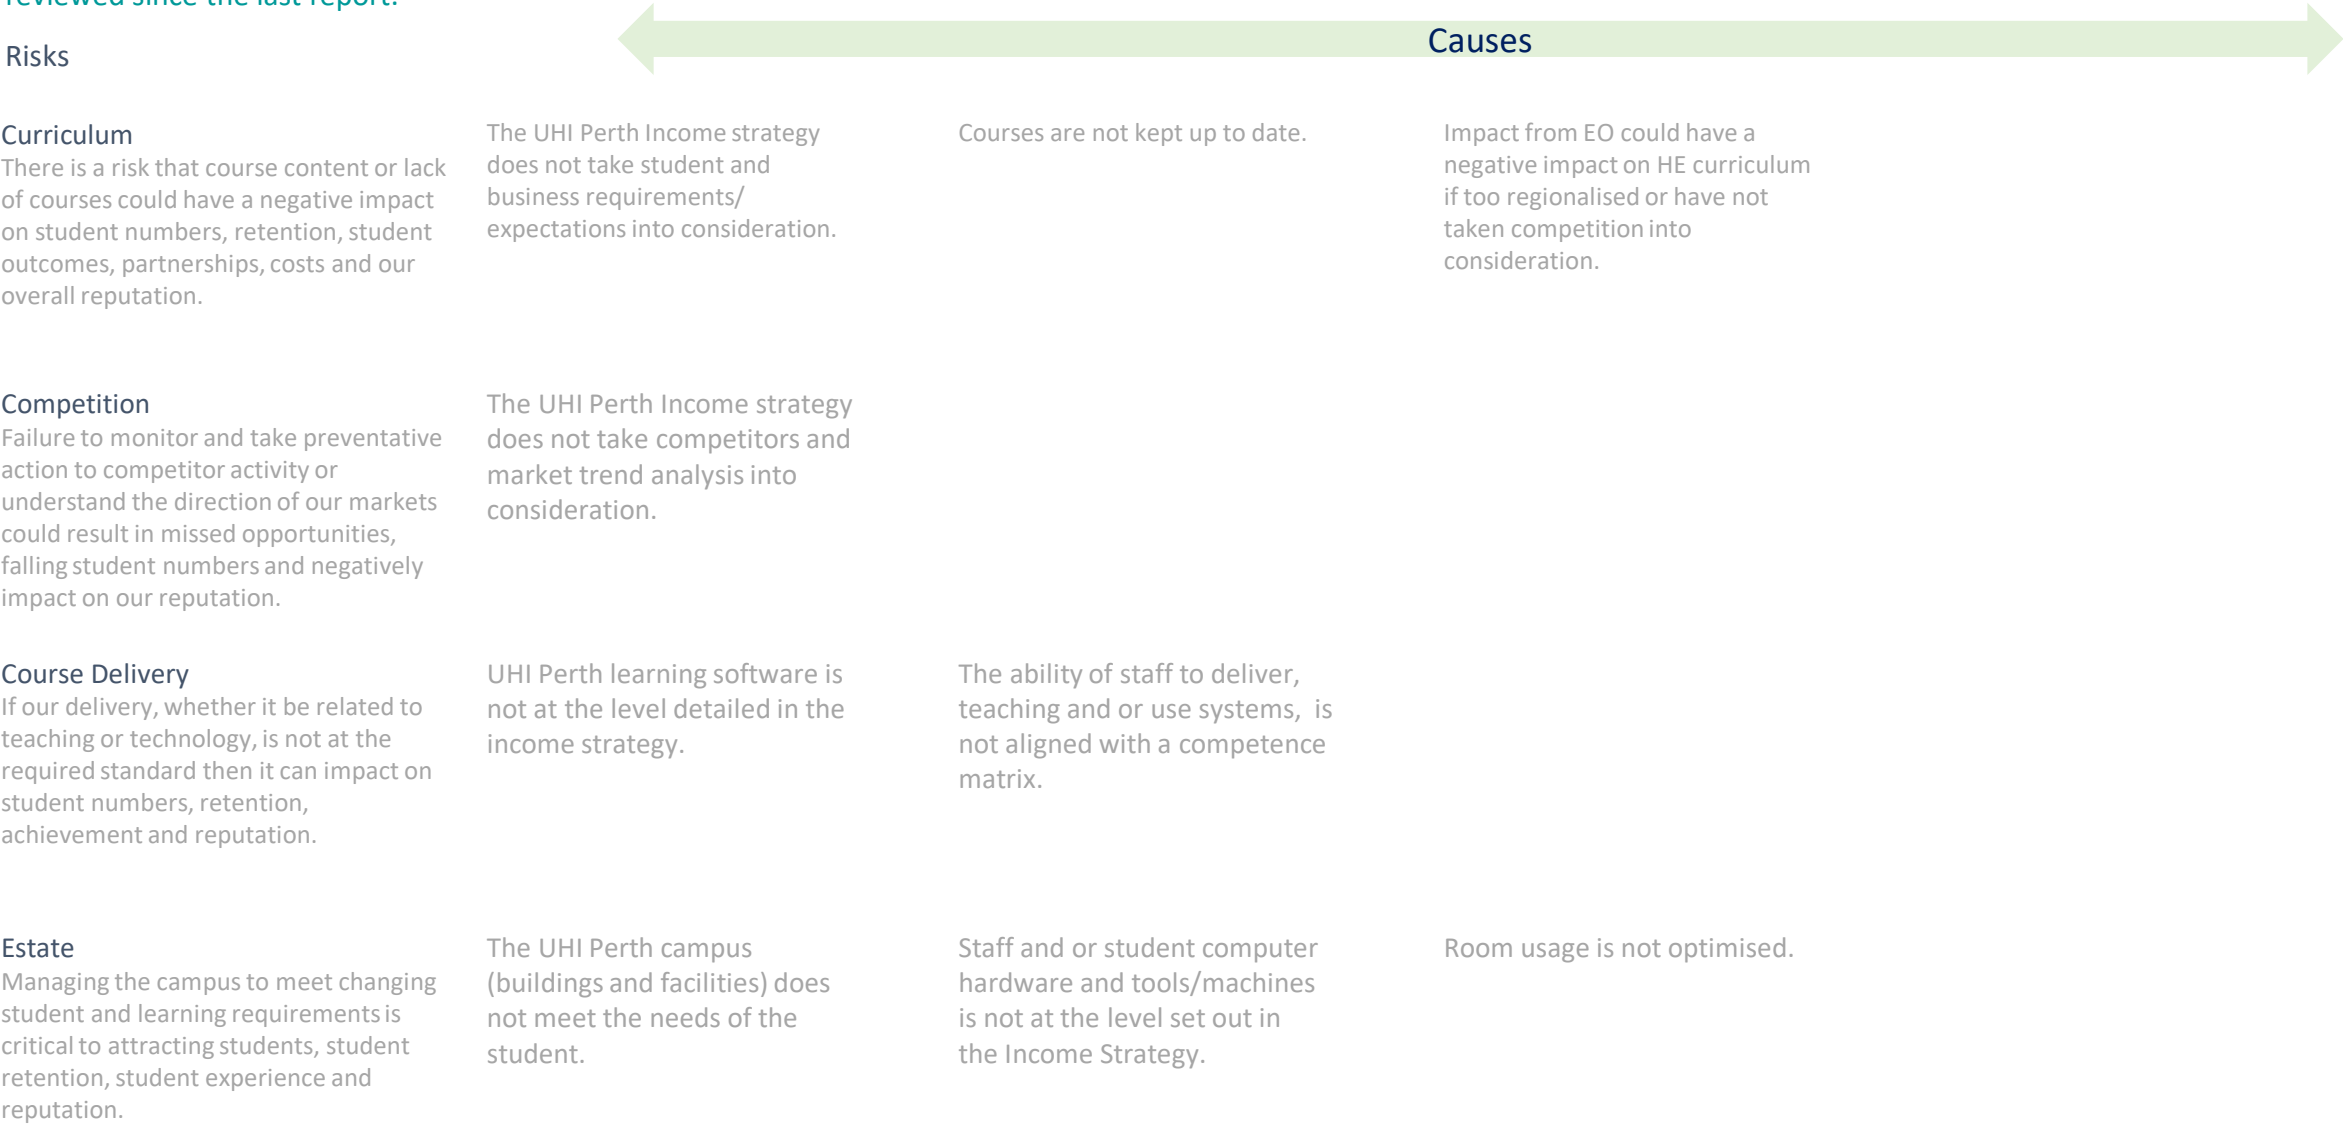 reviewed since the last report.
Causes
Risks
Curriculum
There is a risk that course content or lack
of courses could have a negative impact
on student numbers, retention, student
outcomes, partnerships, costs and our
overall reputation.
The UHI Perth Income strategy
does not take student and
business requirements/
expectations into consideration.
Courses are not kept up to date.
Impact from EO could have a
negative impact on HE curriculum
if too regionalised or have not
taken competition into
consideration.
Competition
Failure to monitor and take preventative
action to competitor activity or
understand the direction of our markets
could result in missed opportunities,
falling student numbers and negatively
impact on our reputation.
The UHI Perth Income strategy
does not take competitors and
market trend analysis into
consideration.
Course Delivery
If our delivery, whether it be related to
teaching or technology, is not at the
required standard then it can impact on
student numbers, retention,
achievement and reputation.
UHI Perth learning software is
not at the level detailed in the
income strategy.
The ability of staff to deliver,
teaching and or use systems,  is
not aligned with a competence
matrix.
Estate
Managing the campus to meet changing
student and learning requirements is
critical to attracting students, student
retention, student experience and
reputation.
The UHI Perth campus
(buildings and facilities) does
not meet the needs of the
student.
Staff and or student computer
hardware and tools/machines
is not at the level set out in
the Income Strategy.
Room usage is not optimised.